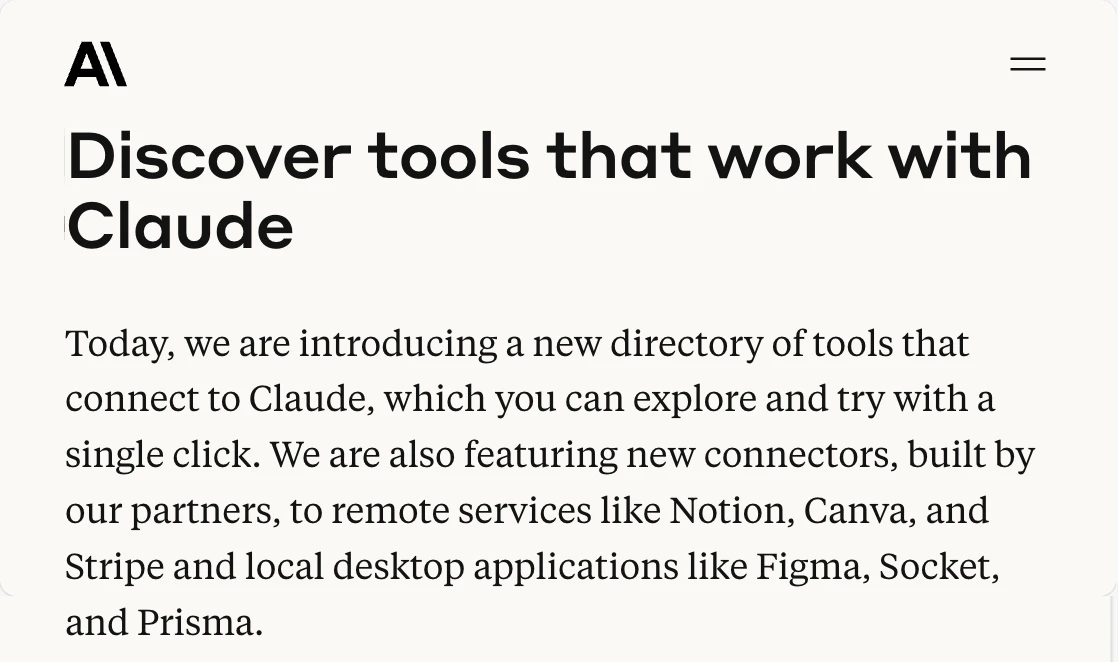 Discover tools that work with
Claude
Today, we are introducing a new directory of tools that
connect to Claude, which you can explore and try with a
single click. We are also featuring new connectors, built by
our partners, to remote services like Notion, Canva, and
Stripe and local desktop applications like Figma, Socket,
and Prisma.